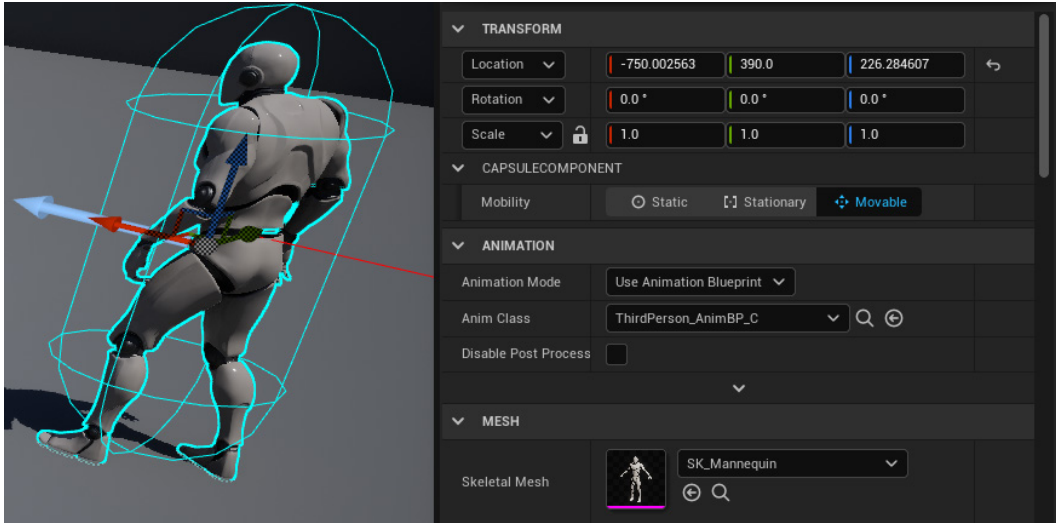 TRANSFORM
Location -750.002563 390.0 226.284607
Rotation 0.0 ° 0.0 ° 0.0 °
Scale 1.0 1.0 1.0
CAPSULECOMPONENT
Mobility Static Stationary Movable
ANIMATION
Animation Mode Use Animation Blueprint
Anim Class ThirdPerson_AnimBP_C
Disable Post Process
MESH
Skeletal Mesh SK_Mannequin